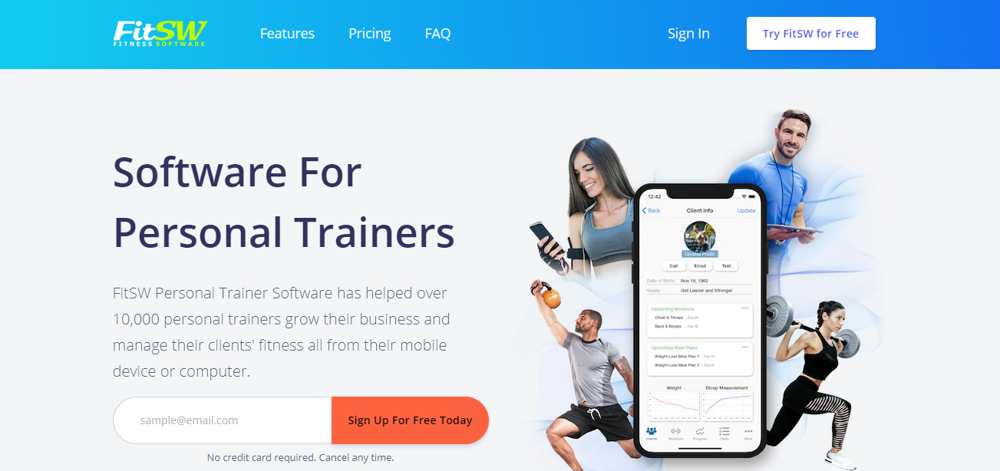 FitSW
FITNESS SOFTWARE
Features
Pricing
FAQ
Sign In
Try FitSW for Free
Software For
Personal Trainers
FitSW Personal Trainer Software has helped over
10,000 personal trainers grow their business and
manage their clients' fitness all from their mobile
device or computer.
sample@email.com
Sign Up For Free Today
No credit card required. Cancel any time.
12:42
Back
Client Info
Update
Update Photo
Call
Email
Text
Date of Birth: Nov 18, 1982
Goals: Get Leaner and Stronger
Upcoming Workouts
Chest & Triceps - Feb 03
Back & Biceps - Feb 05
Upcoming Meal Plans
Weight Loss Meal Plan 1 - Feb 03
Weight Loss Meal Plan 2 - Feb 05
Weight
Bicep Measurement
Clients
Workouts
Progress
Tasks
More